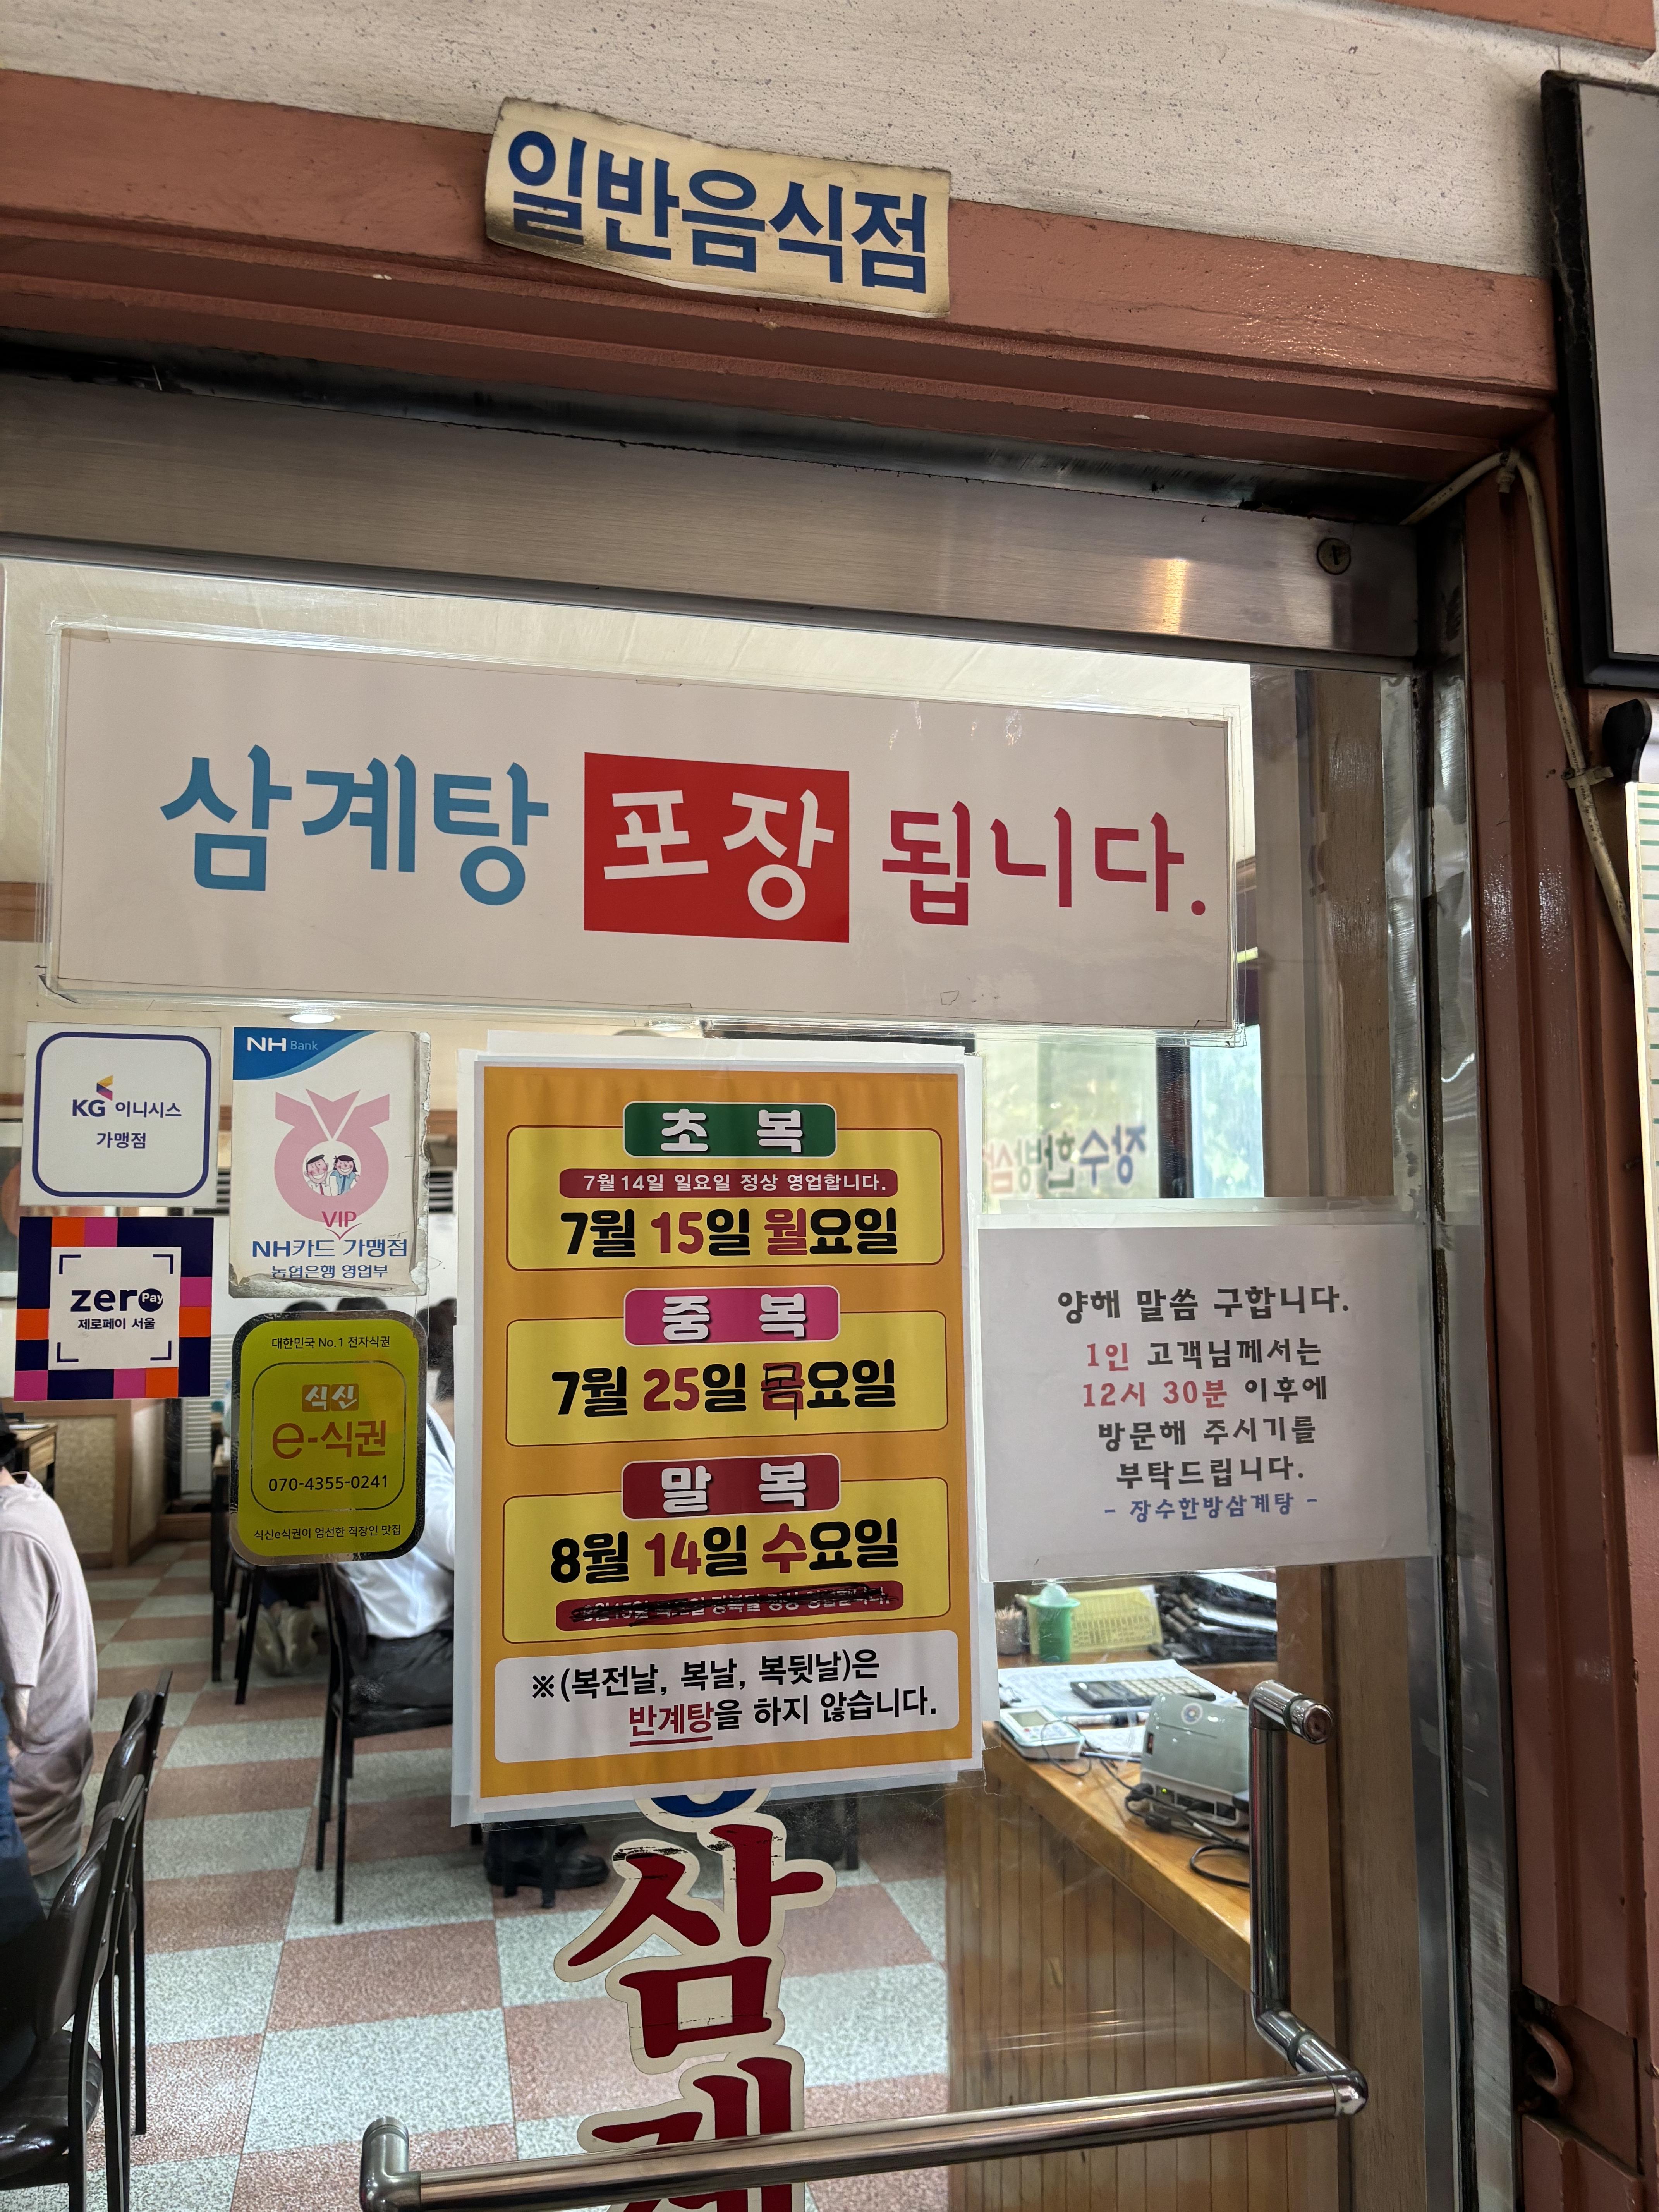 일반음식점
삼계탕 포장 됩니다.
KG 이니시스
가맹점
NH Bank
VIP
NH카드 가맹점
농협은행 영업부
zero Pay
제로페이 서울
대한민국 No.1 전자식권
식신
e-식권
070-4355-0241
식신e식권이 엄선한 직장인 맛집
초 복
7월 14일 일요일 정상 영업합니다.
7월 15일 월요일
중 복
7월 25일 목요일
말 복
8월 14일 수요일
※(복전날, 복날, 복뒷날)은
반계탕을 하지 않습니다.
양해 말씀 구합니다.
1인 고객님께서는
12시 30분 이후에
방문해 주시기를
부탁드립니다.
- 장수한방삼계탕 -
장수한방삼
삼
계